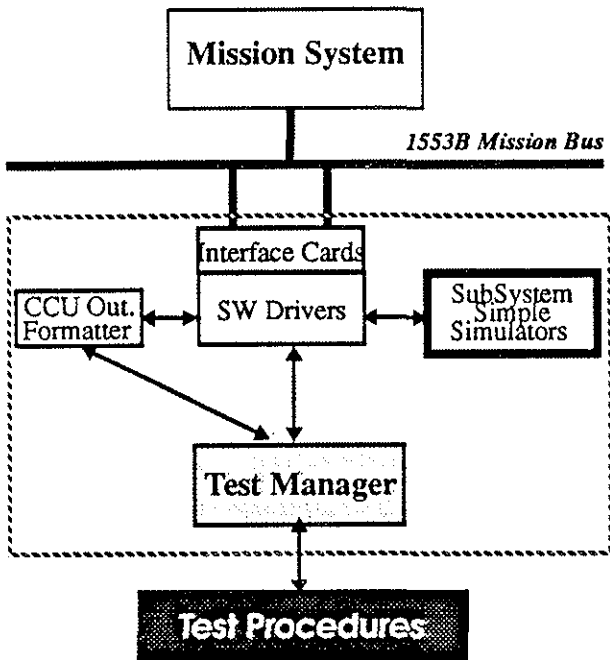 Mission System
1553B Mission Bus
Interface Cards
SW Drivers
CCU Out.
Formatter
SubSystem
Simple
Simulators
Test Manager
Test Procedures